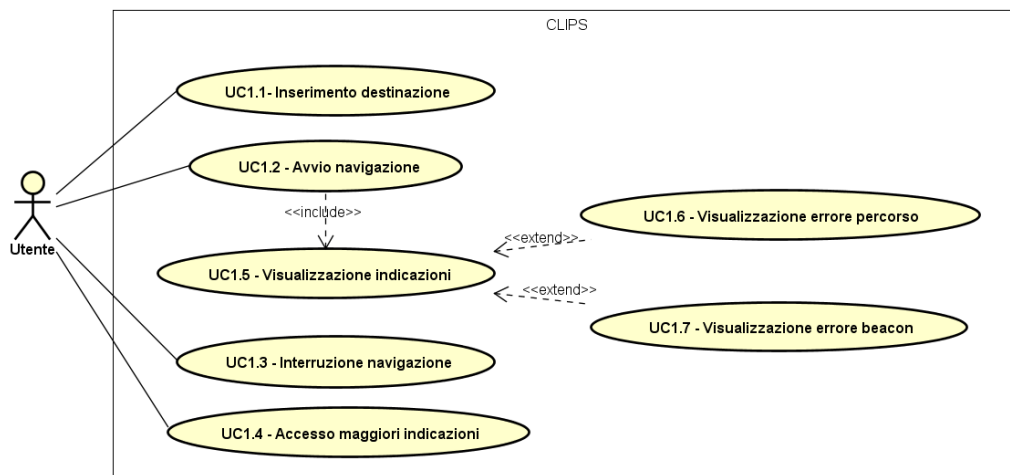 CLIPS
UC1.1- Inserimento destinazione
UC1.2 - Avvio navigazione
<<include>>
UC1.6 - Visualizzazione errore percorso
<<extend>>
Utente
UC1.5 - Visualizzazione indicazioni
<<extend>>
UC1.7 - Visualizzazione errore beacon
UC1.3 - Interruzione navigazione
UC1.4 - Accesso maggiori indicazioni